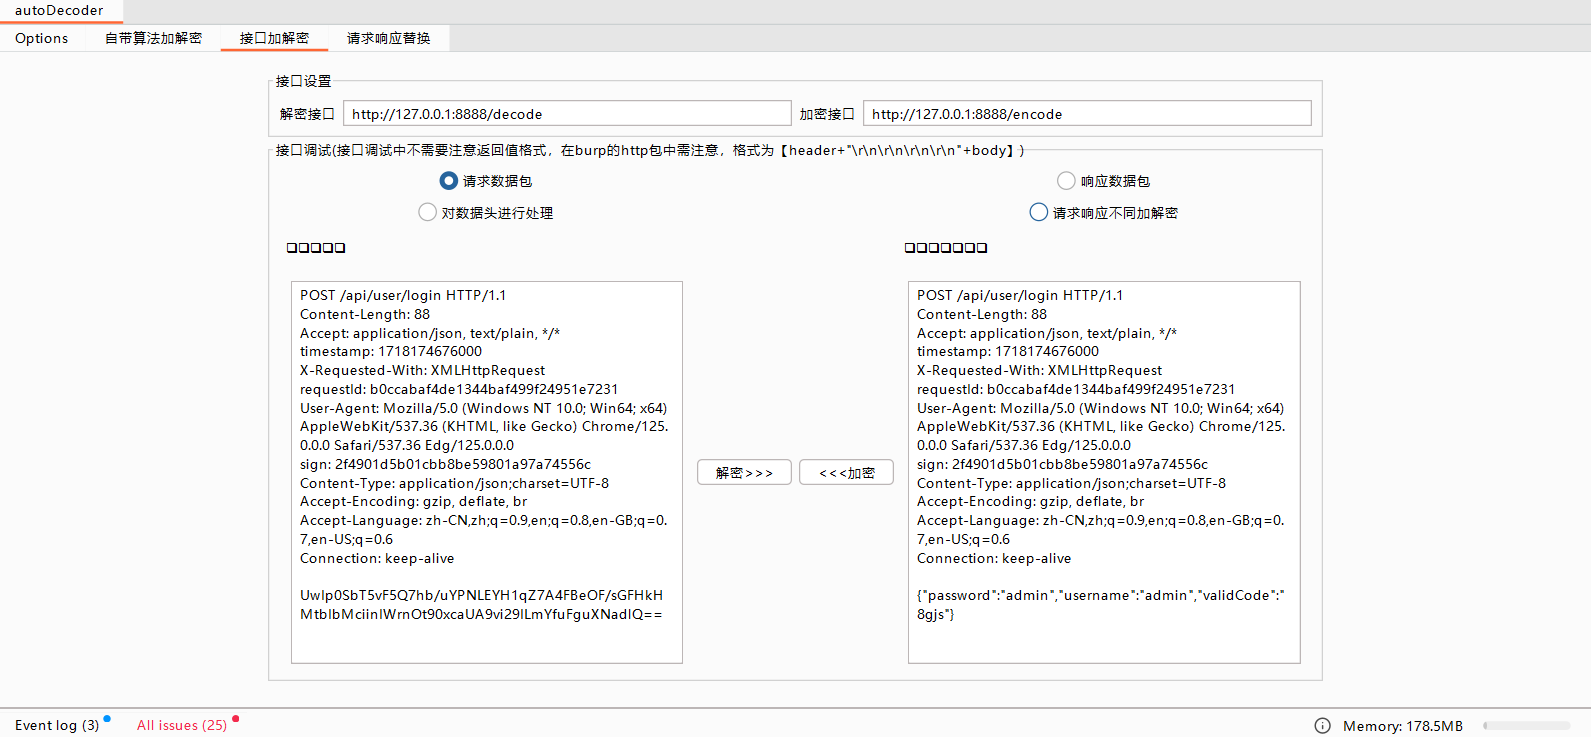 autoDecoder
Options 自带算法加解密 接口加解密 请求响应替换
接口设置
解密接口 http://127.0.0.1:8888/decode 加密接口 http://127.0.0.1:8888/encode
接口调试(接口调试中不需要注意返回值格式，在burp的http包中需注意，格式为【header+"\r\n\r\n\r\n\r\n"+body】)
请求数据包 响应数据包
对数据头进行处理 请求响应不同加解密
POST /api/user/login HTTP/1.1
Content-Length: 88
Accept: application/json, text/plain, */*
timestamp: 1718174676000
X-Requested-With: XMLHttpRequest
requestId: b0ccabaf4de1344baf499f24951e7231
User-Agent: Mozilla/5.0 (Windows NT 10.0; Win64; x64)
AppleWebKit/537.36 (KHTML, like Gecko) Chrome/125.
0.0.0 Safari/537.36 Edg/125.0.0.0
sign: 2f4901d5b01cbb8be59801a97a74556c
Content-Type: application/json;charset=UTF-8
Accept-Encoding: gzip, deflate, br
Accept-Language: zh-CN,zh;q=0.9,en;q=0.8,en-GB;q=0.
7,en-US;q=0.6
Connection: keep-alive
UwIp0SbT5vF5Q7hb/uYPNLEYH1qZ7A4FBeOF/sGFHkH
MtbIbMciinIWrnOt90xcaUA9vi29ILmYfuFguXNadIQ==
解密>>> <<<加密
POST /api/user/login HTTP/1.1
Content-Length: 88
Accept: application/json, text/plain, */*
timestamp: 1718174676000
X-Requested-With: XMLHttpRequest
requestId: b0ccabaf4de1344baf499f24951e7231
User-Agent: Mozilla/5.0 (Windows NT 10.0; Win64; x64)
AppleWebKit/537.36 (KHTML, like Gecko) Chrome/125.
0.0.0 Safari/537.36 Edg/125.0.0.0
sign: 2f4901d5b01cbb8be59801a97a74556c
Content-Type: application/json;charset=UTF-8
Accept-Encoding: gzip, deflate, br
Accept-Language: zh-CN,zh;q=0.9,en;q=0.8,en-GB;q=0.
7,en-US;q=0.6
Connection: keep-alive
{"password":"admin","username":"admin","validCode":"
8gjs"}
Event log (3) All issues (25) Memory: 178.5MB